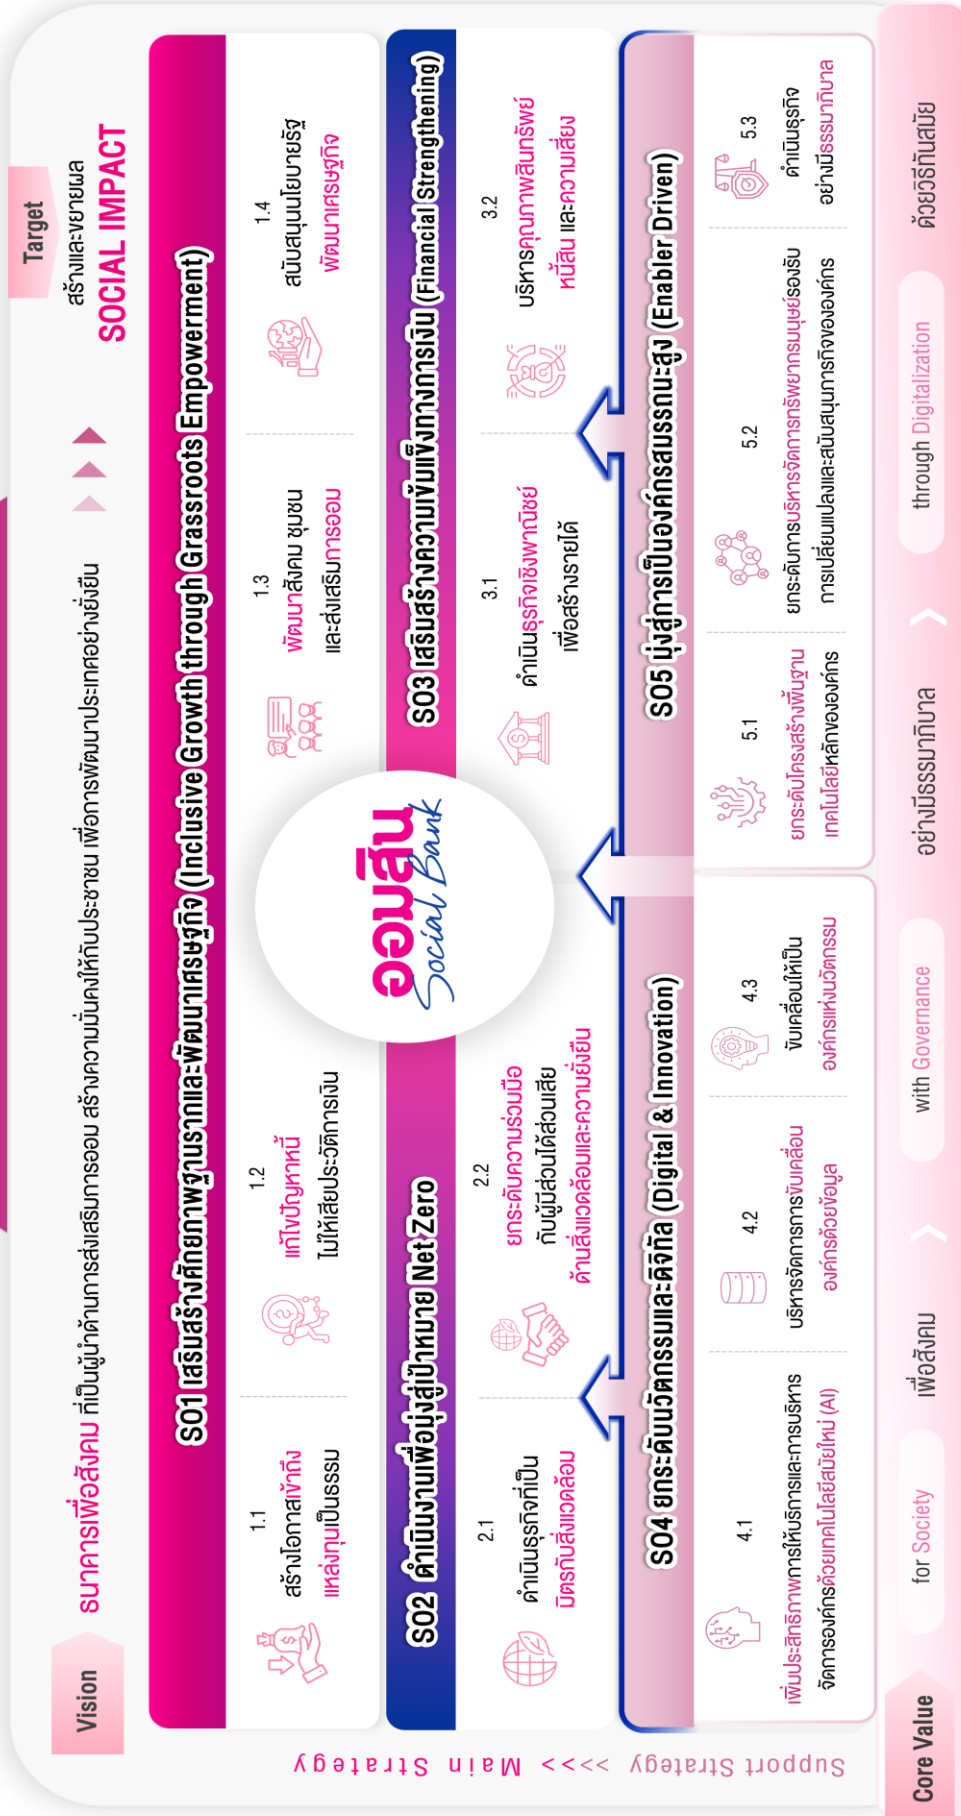 Vision
ธนาคารเพื่อสังคม ที่เป็นผู้นำด้านการส่งเสริมการออม สร้างความมั่นคงให้กับประชาชน เพื่อการพัฒนาประเทศอย่างยั่งยืน
Target
สร้างและขยายผล
SOCIAL IMPACT
Main Strategy
SO1 เสริมสร้างศักยภาพฐานรากและพัฒนาเศรษฐกิจ (Inclusive Growth through Grassroots Empowerment)
1.1
สร้างโอกาสเข้าถึง
แหล่งทุนเป็นธรรม
1.2
แก้ไขปัญหาหนี้
ไม่ให้เสียประวัติการเงิน
1.3
พัฒนาสังคม ชุมชน
และส่งเสริมการออม
1.4
สนับสนุนนโยบายรัฐ
พัฒนาเศรษฐกิจ
ออมสิน
Social Bank
SO2 ดำเนินงานเพื่อมุ่งสู่เป้าหมาย Net Zero
2.1
ดำเนินธุรกิจที่เป็น
มิตรกับสิ่งแวดล้อม
2.2
ยกระดับความร่วมมือ
กับผู้มีส่วนได้ส่วนเสีย
ด้านสิ่งแวดล้อมและความยั่งยืน
SO3 เสริมสร้างความเข้มแข็งทางการเงิน (Financial Strengthening)
3.1
ดำเนินธุรกิจเชิงพาณิชย์
เพื่อสร้างรายได้
3.2
บริหารคุณภาพสินทรัพย์
หนี้สิน และความเสี่ยง
Support Strategy
SO4 ยกระดับนวัตกรรมและดิจิทัล (Digital & Innovation)
4.1
เพิ่มประสิทธิภาพการให้บริการและการบริหาร
จัดการองค์กรด้วยเทคโนโลยีสมัยใหม่ (AI)
4.2
บริหารจัดการการขับเคลื่อน
องค์กรด้วยข้อมูล
4.3
ขับเคลื่อนให้เป็น
องค์กรแห่งนวัตกรรม
SO5 มุ่งสู่การเป็นองค์กรสมรรถนะสูง (Enabler Driven)
5.1
ยกระดับโครงสร้างพื้นฐาน
เทคโนโลยีหลักขององค์กร
5.2
ยกระดับการบริหารจัดการทรัพยากรมนุษย์รองรับ
การเปลี่ยนแปลงและสนับสนุนภารกิจขององค์กร
5.3
ดำเนินธุรกิจ
อย่างมีธรรมาภิบาล
Core Value
for Society เพื่อสังคม
with Governance อย่างมีธรรมาภิบาล
through Digitalization ด้วยวิธีทันสมัย